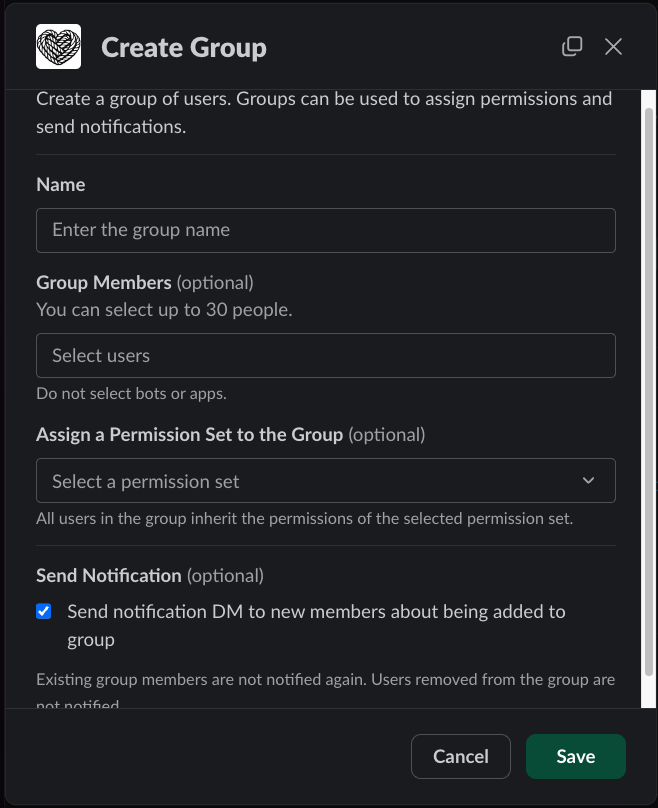 Create Group
Create a group of users. Groups can be used to assign permissions and
send notifications.
Name
Enter the group name
Group Members (optional)
You can select up to 30 people.
Select users
Do not select bots or apps.
Assign a Permission Set to the Group (optional)
Select a permission set
All users in the group inherit the permissions of the selected permission set.
Send Notification (optional)
Send notification DM to new members about being added to
group
Existing group members are not notified again. Users removed from the group are
not notified
Cancel
Save